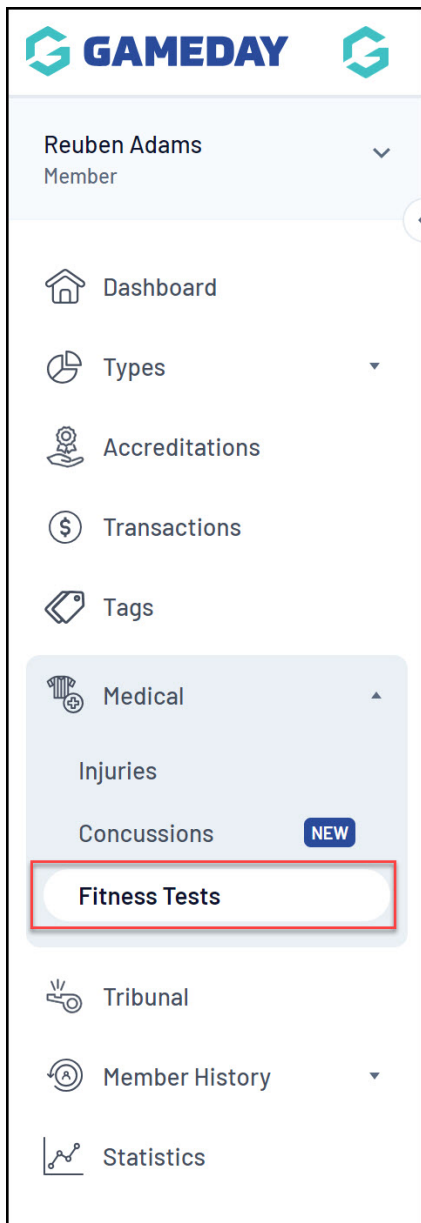 GAMEDAY
Reuben Adams
Member
Dashboard
Types
Accreditations
$ Transactions
Tags
Medical
Injuries
Concussions NEW
Fitness Tests
Tribunal
Member History
Statistics